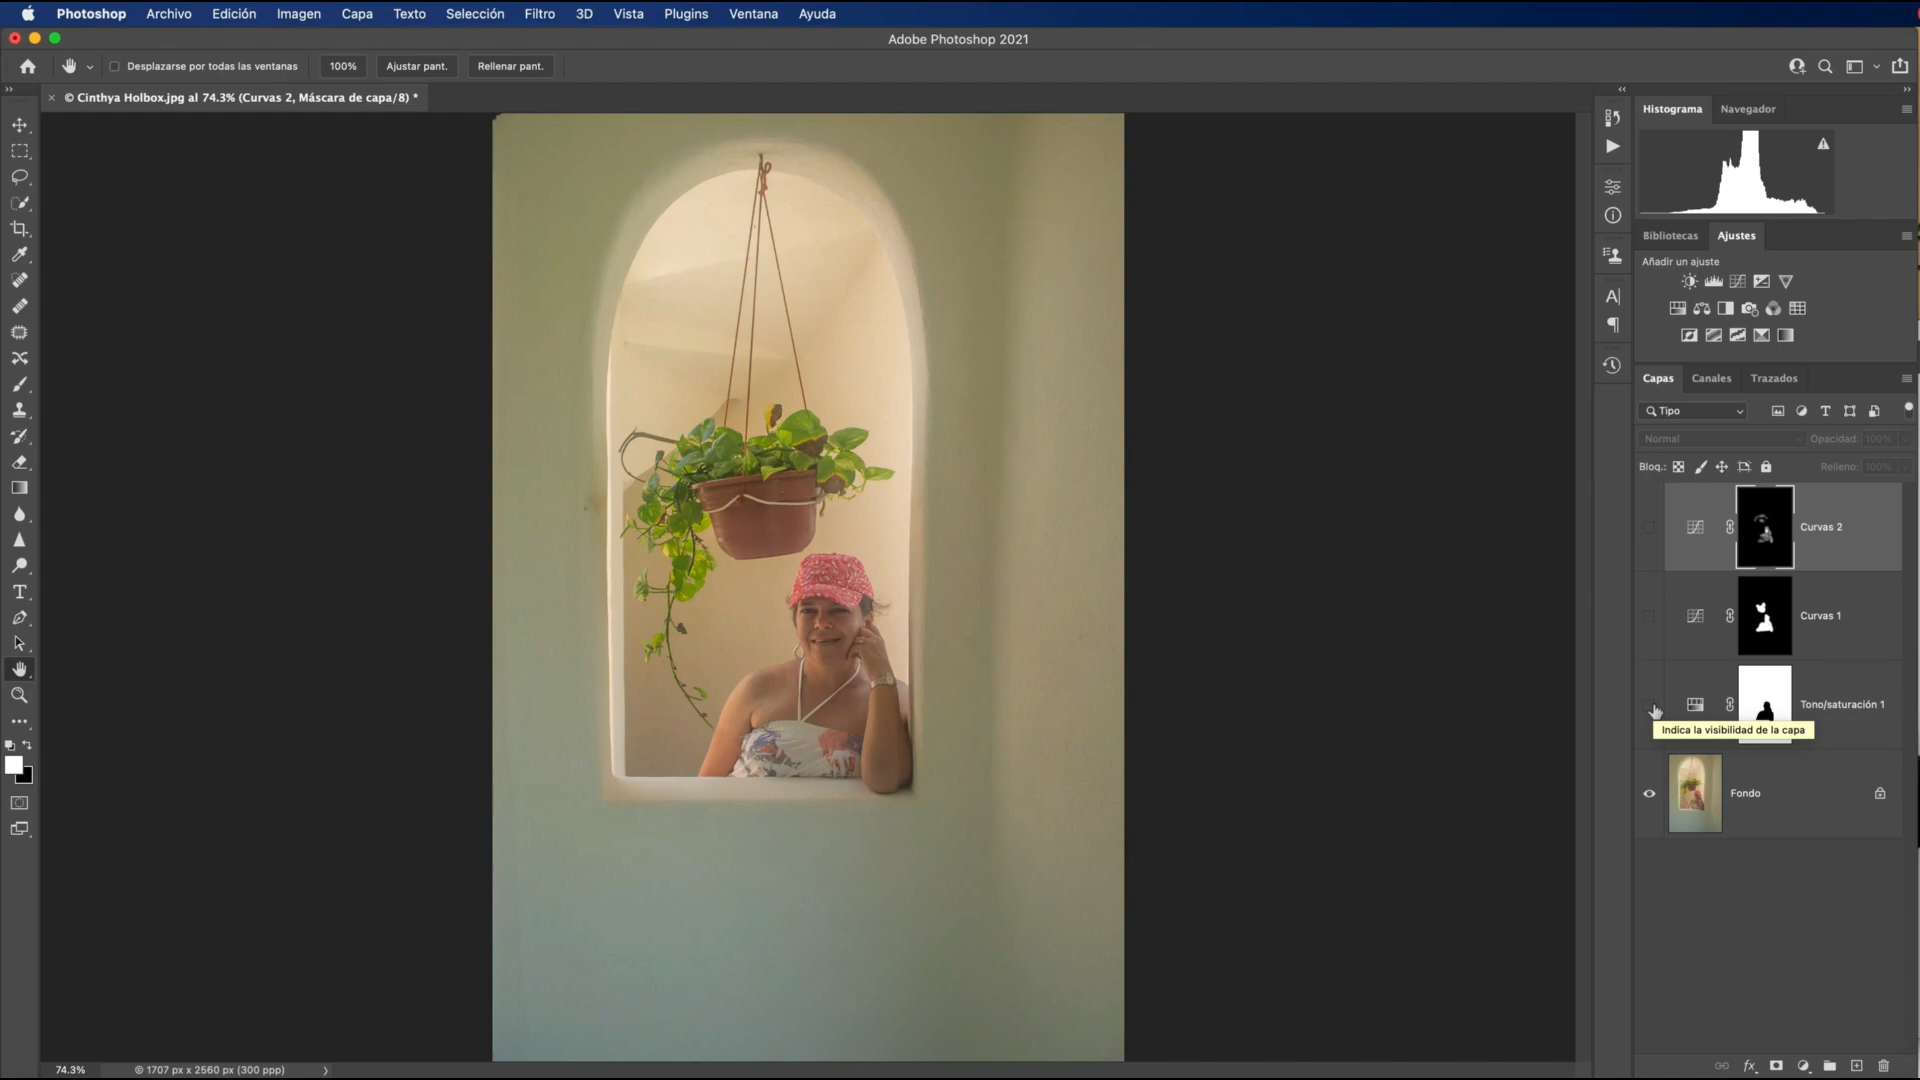 Photoshop Archivo Edición Imagen Capa Texto Selección Filtro 3D Vista Plugins Ventana Ayuda
Adobe Photoshop 2021
Desplazarse por todas las ventanas 100% Ajustar pant. Rellenar pant.
× © Cinthya Holbox.jpg al 74.3% (Curvas 2, Máscara de capa/8) *
Histograma Navegador
Bibliotecas Ajustes
Añadir un ajuste
Capas Canales Trazados
Tipo
Normal Opacidad: 100%
Bloq.: Relleno: 100%
Curvas 2
Curvas 1
Tono/saturación 1
Indica la visibilidad de la capa
Fondo
74.3% © 1707 px x 2560 px (300 ppp)